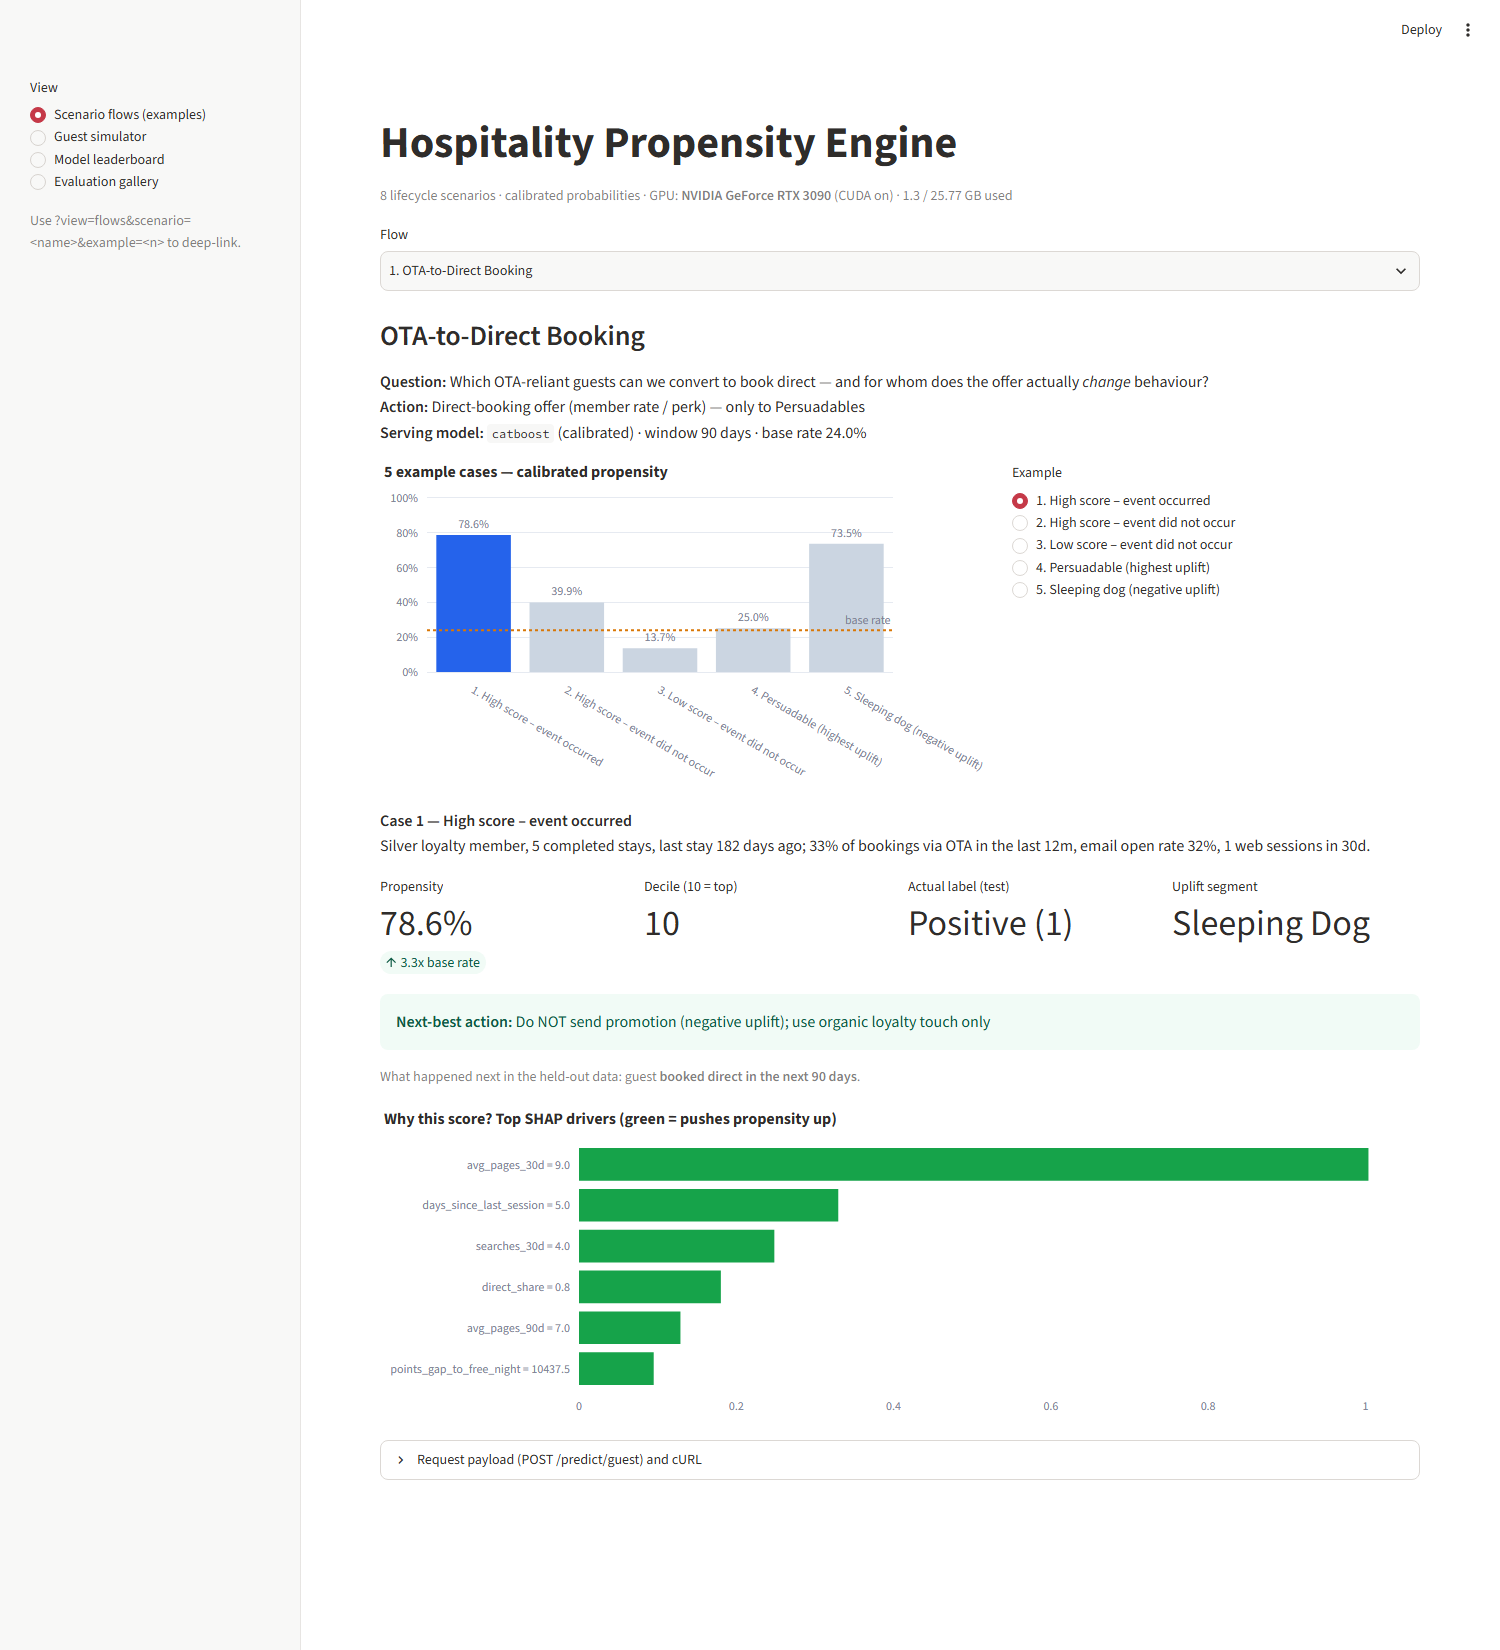 Deploy
View
Scenario flows (examples)
Guest simulator
Model leaderboard
Evaluation gallery
Use ?view=flows&scenario=
<name>&example=<n> to deep-link.
Hospitality Propensity Engine
8 lifecycle scenarios · calibrated probabilities · GPU: NVIDIA GeForce RTX 3090 (CUDA on) · 1.3 / 25.77 GB used
Flow
1. OTA-to-Direct Booking
OTA-to-Direct Booking
Question: Which OTA-reliant guests can we convert to book direct — and for whom does the offer actually change behaviour?
Action: Direct-booking offer (member rate / perk) — only to Persuadables
Serving model: catboost (calibrated) · window 90 days · base rate 24.0%
5 example cases — calibrated propensity
100%
80%
60%
40%
20%
0%
78.6%
39.9%
13.7%
25.0%
73.5%
base rate
1. High score – event occurred
2. High score – event did not occur
3. Low score – event did not occur
4. Persuadable (highest uplift)
5. Sleeping dog (negative uplift)
Example
1. High score – event occurred
2. High score – event did not occur
3. Low score – event did not occur
4. Persuadable (highest uplift)
5. Sleeping dog (negative uplift)
Case 1 — High score – event occurred
Silver loyalty member, 5 completed stays, last stay 182 days ago; 33% of bookings via OTA in the last 12m, email open rate 32%, 1 web sessions in 30d.
Propensity
78.6%
↑ 3.3x base rate
Decile (10 = top)
10
Actual label (test)
Positive (1)
Uplift segment
Sleeping Dog
Next-best action: Do NOT send promotion (negative uplift); use organic loyalty touch only
What happened next in the held-out data: guest booked direct in the next 90 days.
Why this score? Top SHAP drivers (green = pushes propensity up)
avg_pages_30d = 9.0
days_since_last_session = 5.0
searches_30d = 4.0
direct_share = 0.8
avg_pages_90d = 7.0
points_gap_to_free_night = 10437.5
0 0.2 0.4 0.6 0.8 1
Request payload (POST /predict/guest) and cURL